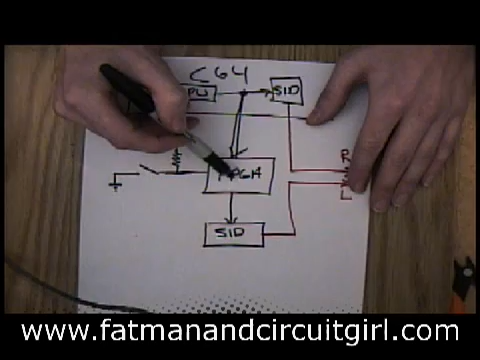 C64
SID
FPGA
R
L
SID
www.fatmanandcircuitgirl.com